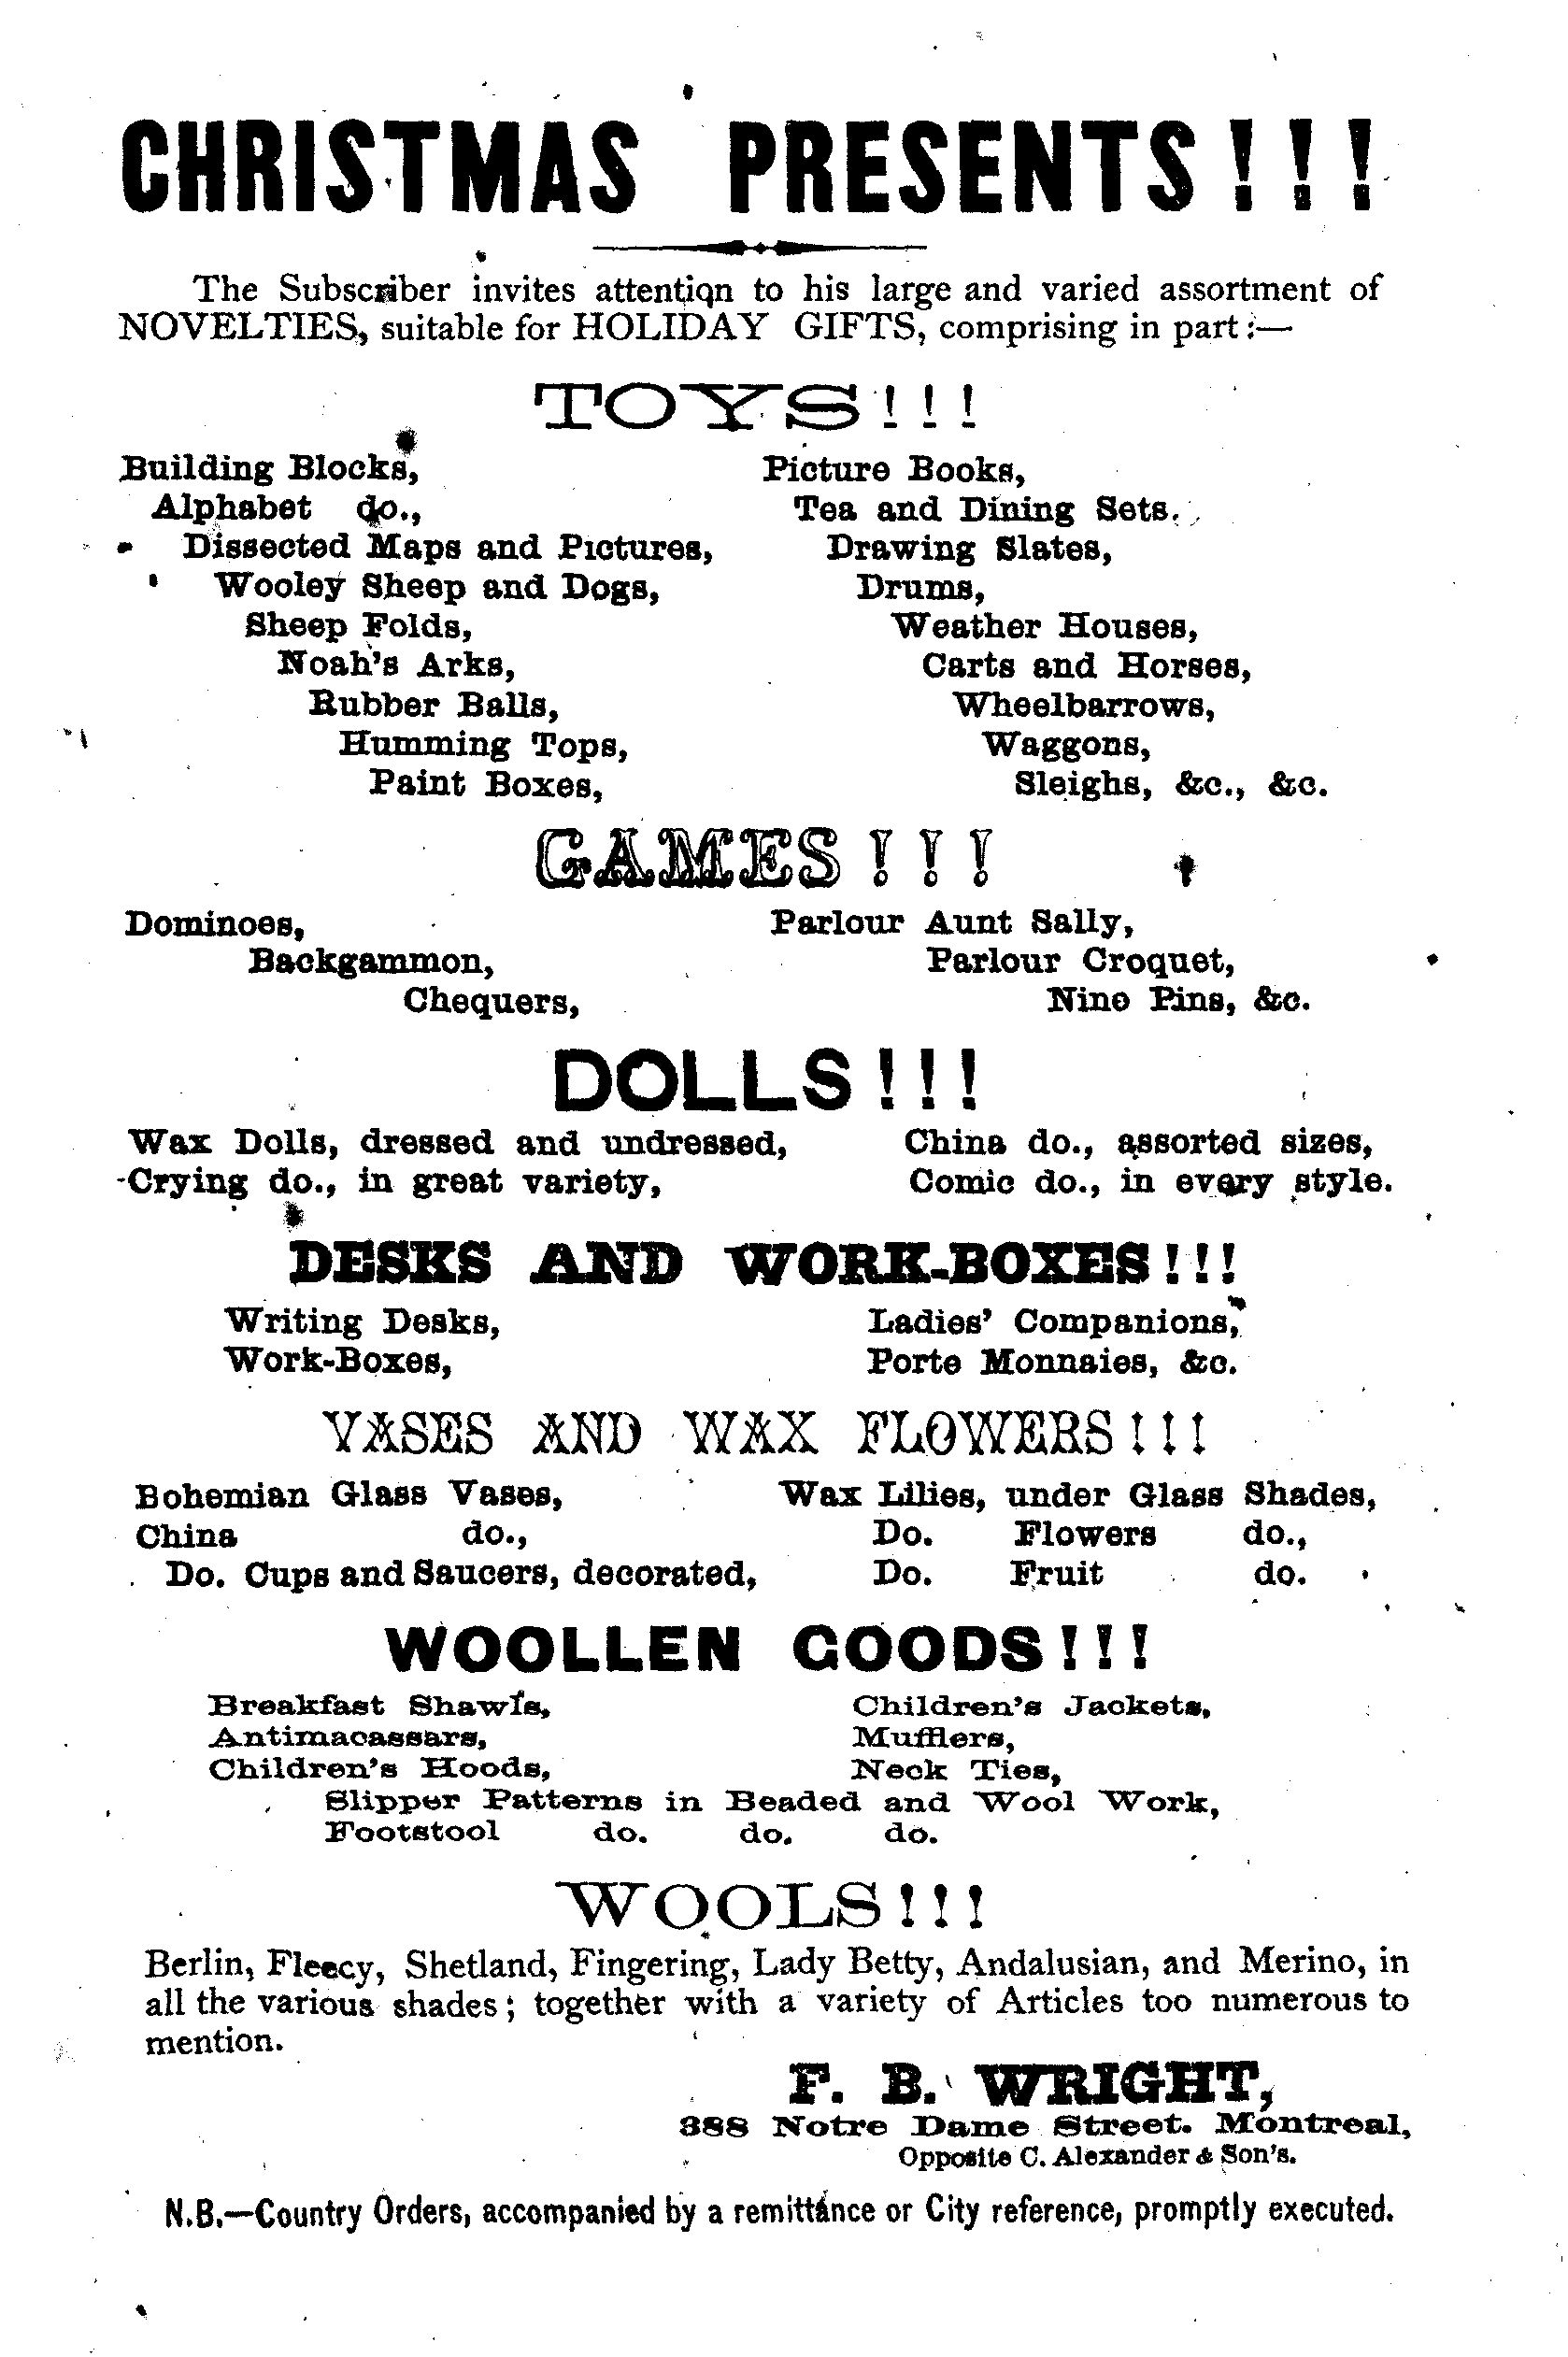 CHRISTMAS PRESENTS!!!
The Subscriber invites attention to his large and varied assortment of
NOVELTIES, suitable for HOLIDAY GIFTS, comprising in part:—
TOYS!!!
Building Blocks,
Alphabet do.,
Dissected Maps and Pictures,
Wooley Sheep and Dogs,
Sheep Folds,
Noah's Arks,
Rubber Balls,
Humming Tops,
Paint Boxes,
Picture Books,
Tea and Dining Sets.
Drawing Slates,
Drums,
Weather Houses,
Carts and Horses,
Wheelbarrows,
Waggons,
Sleighs, &c., &c.
GAMES!!!
Dominoes,
Backgammon,
Chequers,
Parlour Aunt Sally,
Parlour Croquet,
Nine Pins, &c.
DOLLS!!!
Wax Dolls, dressed and undressed,
Crying do., in great variety,
China do., assorted sizes,
Comic do., in every style.
DESKS AND WORK-BOXES!!!
Writing Desks,
Work-Boxes,
Ladies' Companions,
Porte Monnaies, &c.
VASES AND WAX FLOWERS!!!
Bohemian Glass Vases,
China do.,
Do. Cups and Saucers, decorated,
Wax Lilies, under Glass Shades,
Do. Flowers do.,
Do. Fruit do.
WOOLLEN GOODS!!!
Breakfast Shawls,
Antimacassars,
Children's Hoods,
Children's Jackets,
Mufflers,
Neck Ties,
Slipper Patterns in Beaded and Wool Work,
Footstool do. do. do.
WOOLS!!!
Berlin, Fleecy, Shetland, Fingering, Lady Betty, Andalusian, and Merino, in
all the various shades; together with a variety of Articles too numerous to
mention.
F. B. WRIGHT,
388 Notre Dame Street. Montreal,
Opposite C. Alexander & Son's.
N.B.—Country Orders, accompanied by a remittance or City reference, promptly executed.